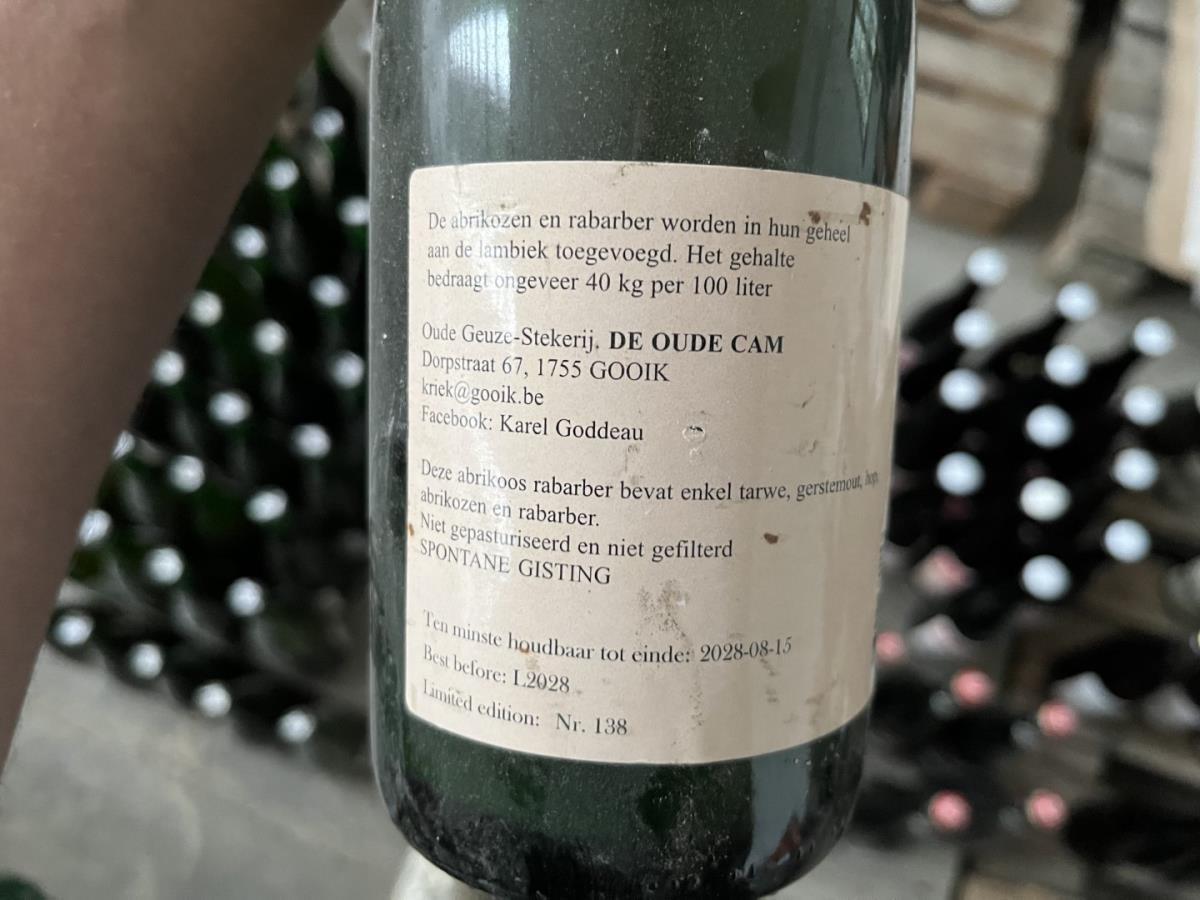 De abrikozen en rabarber worden in hun geheel
aan de lambiek toegevoegd. Het gehalte
bedraagt ongeveer 40 kg per 100 liter
Oude Geuze-Stekerij. DE OUDE CAM
Dorpstraat 67, 1755 GOOIK
kriek@gooik.be
Facebook: Karel Goddeau
Deze abrikoos rabarber bevat enkel tarwe, gerstemout, hop,
abrikozen en rabarber.
Niet gepasturiseerd en niet gefilterd
SPONTANE GISTING
Ten minste houdbaar tot einde: 2028-08-15
Best before: L2028
Limited edition: Nr. 138